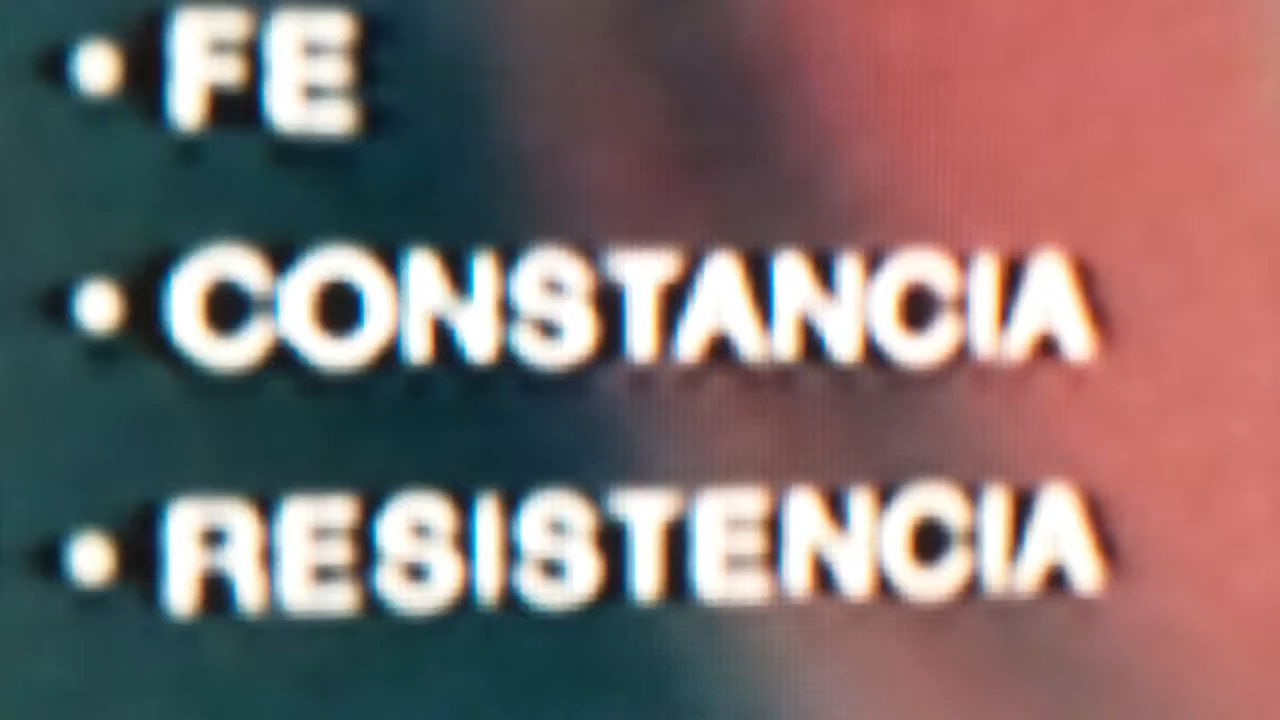 • FE
• CONSTANCIA
• RESISTENCIA